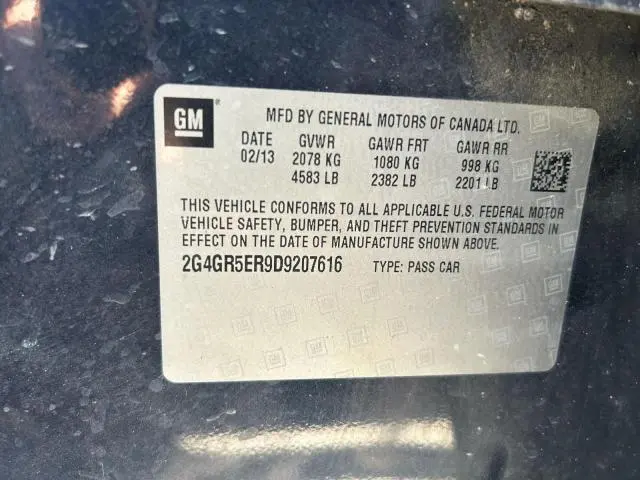 GM
MFD BY GENERAL MOTORS OF CANADA LTD.
DATE GVWR GAWR FRT GAWR RR
02/13 2078 KG 1080 KG 998 KG
4583 LB 2382 LB 2201 LB
THIS VEHICLE CONFORMS TO ALL APPLICABLE U.S. FEDERAL MOTOR
VEHICLE SAFETY, BUMPER, AND THEFT PREVENTION STANDARDS IN
EFFECT ON THE DATE OF MANUFACTURE SHOWN ABOVE.
2G4GR5ER9D9207616 TYPE: PASS CAR